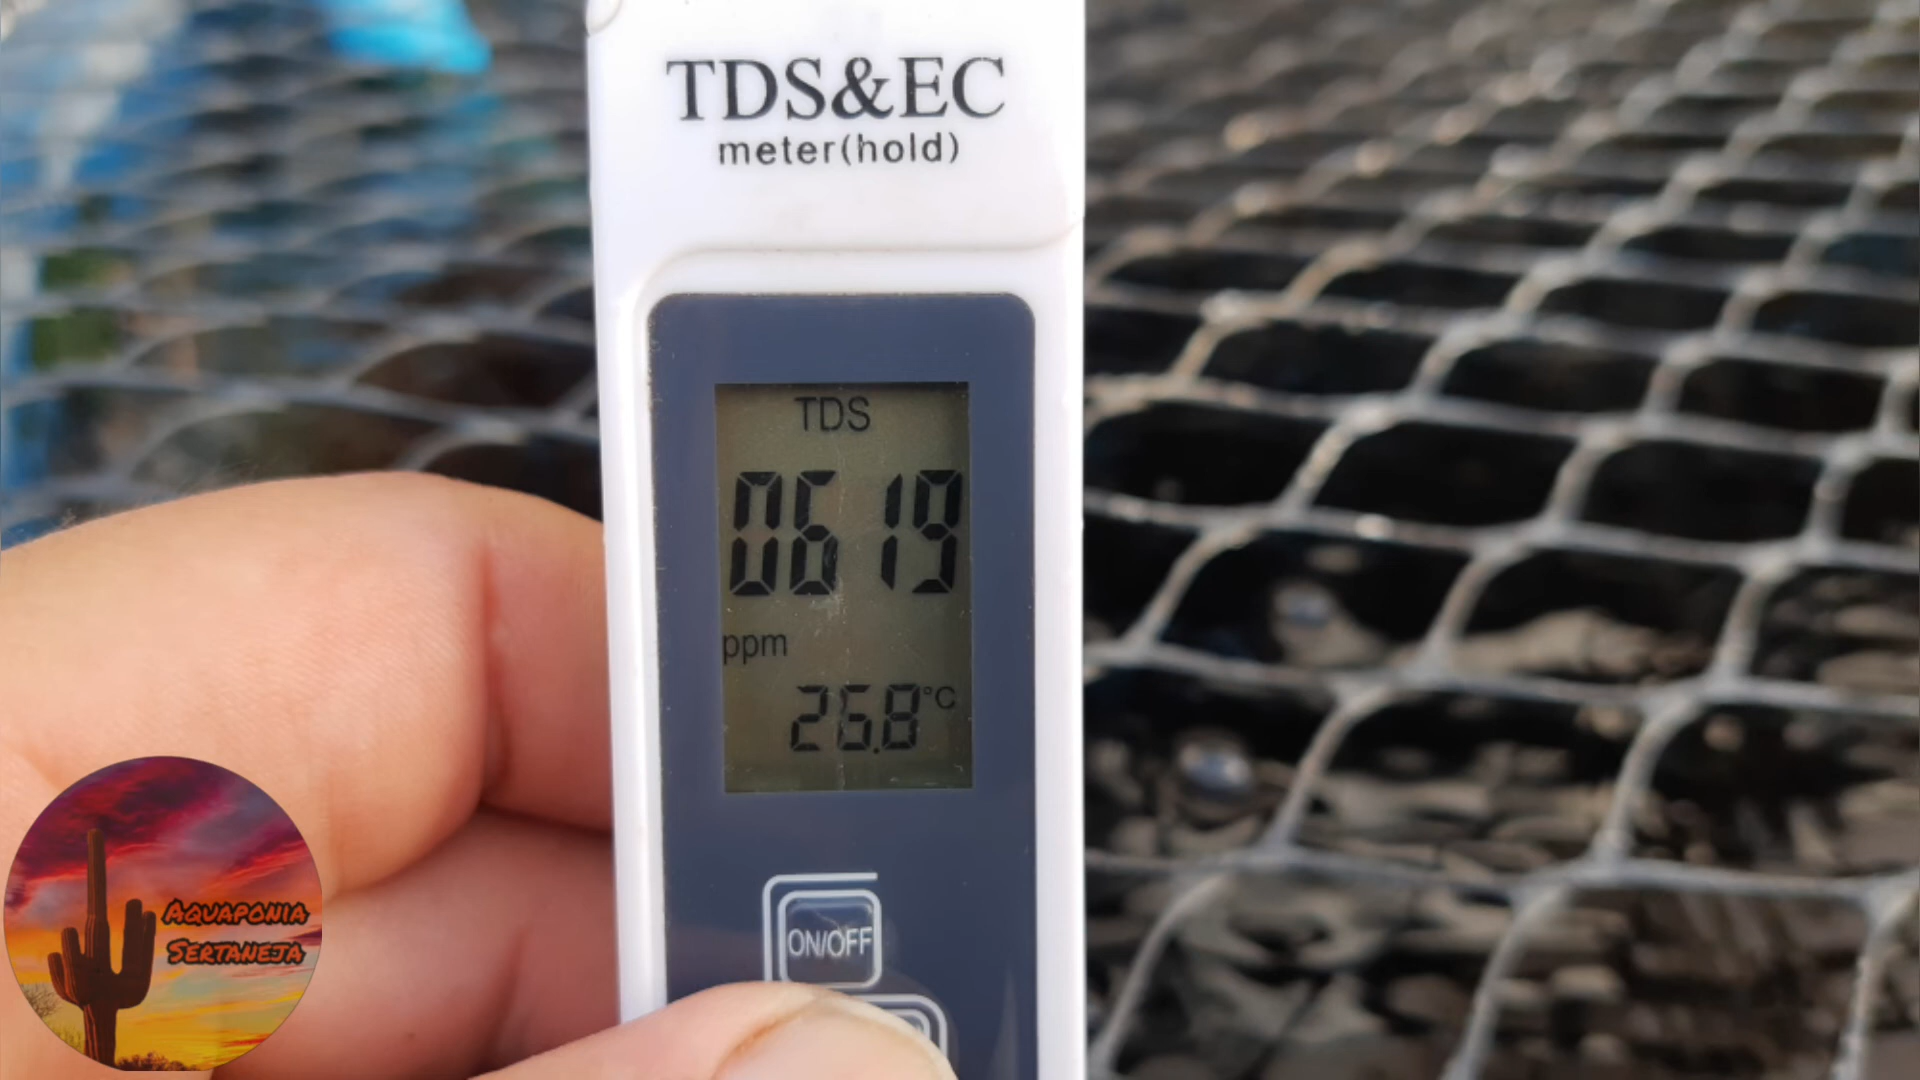 TDS&EC
meter(hold)
TDS
0619
ppm
26.8°C
ON/OFF
AQUAPONIA
SERTANEJA